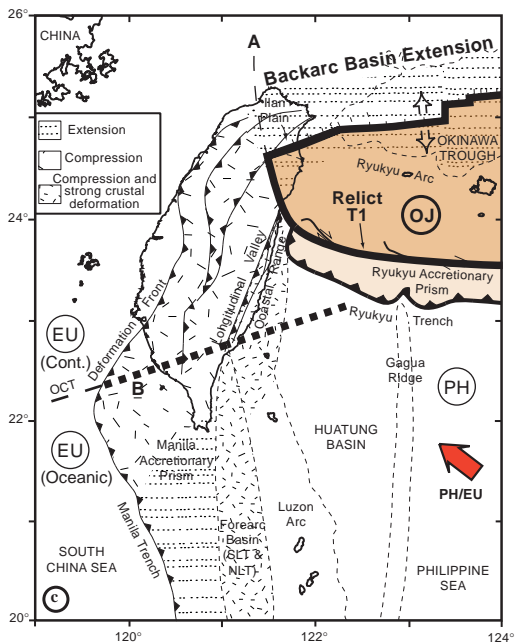 26°
CHINA
A
Backarc Basin Extension
Ilan
Plain
25°
Extension
Compression
Compression and
strong crustal
deformation
OKINAWA
TROUGH
Ryukyu Arc
24°
Relict
T1
OJ
Ryukyu Accretionary
Prism
Longitudinal Valley
Coastal Range
Deformation Front
23°
EU
(Cont.)
OCT
B
Ryukyu Trench
Gagua
Ridge
PH
22°
EU
(Oceanic)
Manila
Accretionary
Prism
HUATUNG
BASIN
PH/EU
Manila Trench
21°
Luzon
Arc
Forearc
Basin
(SLT &
NLT)
SOUTH
CHINA SEA
PHILIPPINE
SEA
c
20°
120°
122°
124°